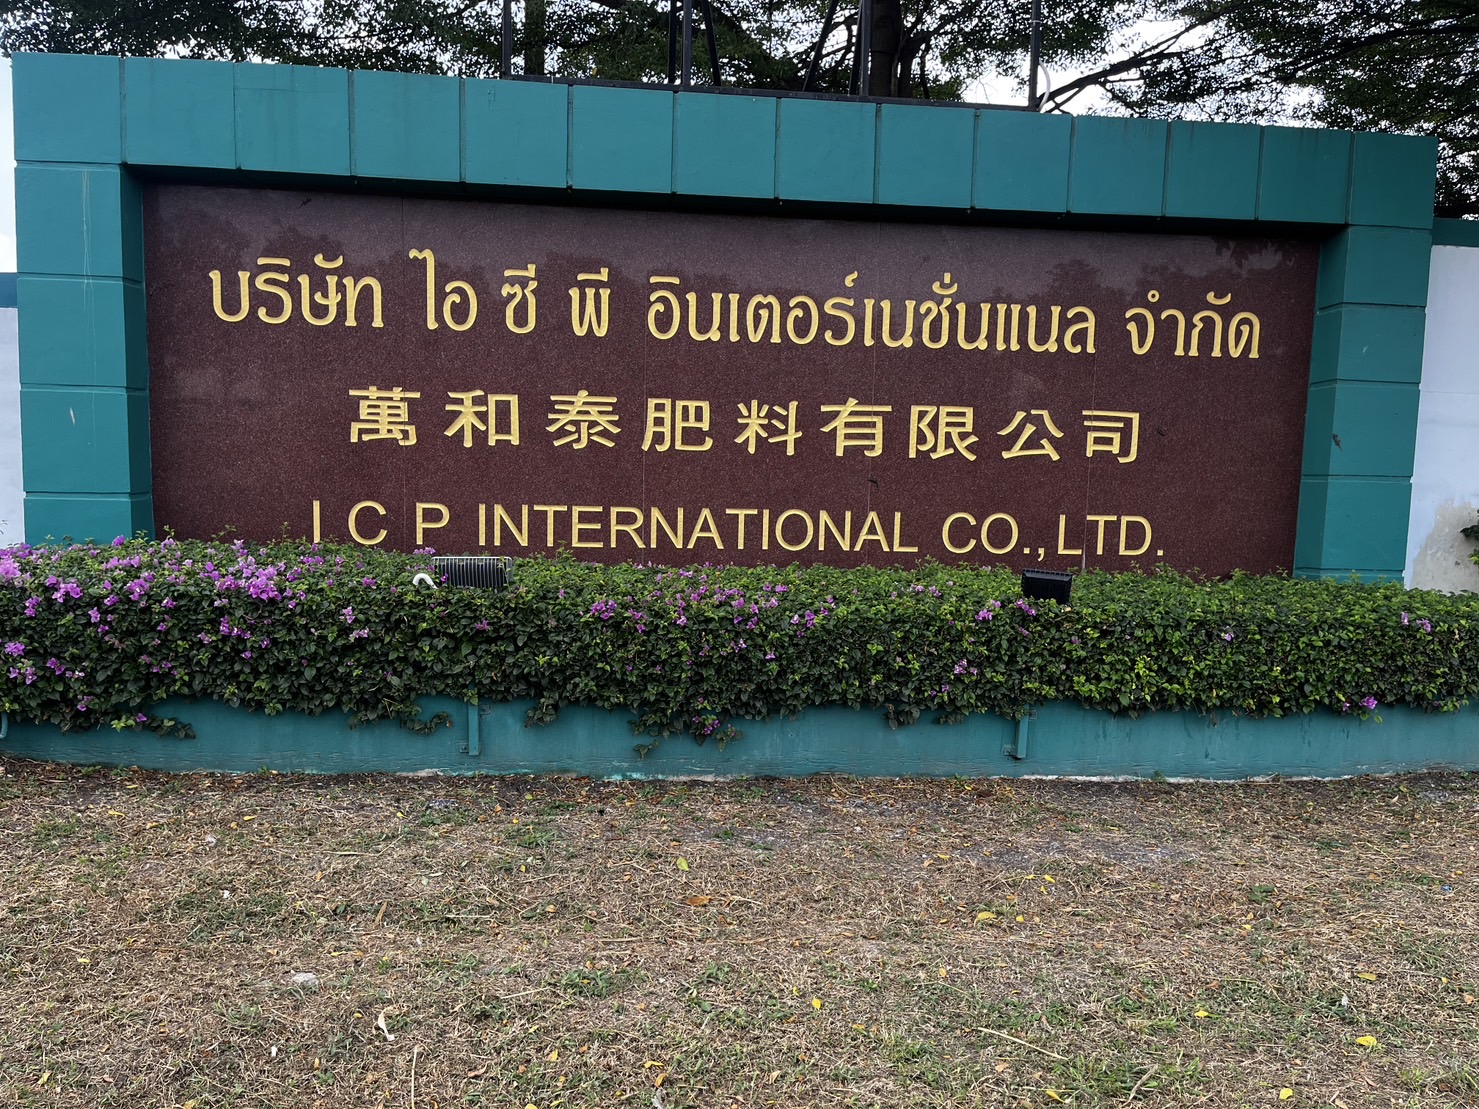 บริษัท ไอ ซี พี อินเตอร์เนชั่นแนล จำกัด
萬和泰肥料有限公司
I C P INTERNATIONAL CO., LTD.